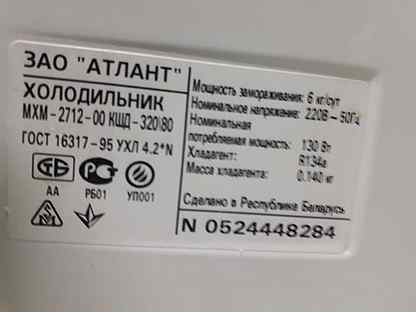 ЗАО "АТЛАНТ"
ХОЛОДИЛЬНИК
МХМ-2712-00 КШД-320\80
ГОСТ 16317-95 УХЛ 4.2*N
АА РБ01 УП001
Мощность замораживания: 6 кг/сут
Номинальное напряжение: 220В ~ 50Гц
Номинальная
потребляемая мощность: 130 Вт
Хладагент: R134a
Масса хладагента: 0.140 кг
Сделано в Республике Беларусь
N 0524448284